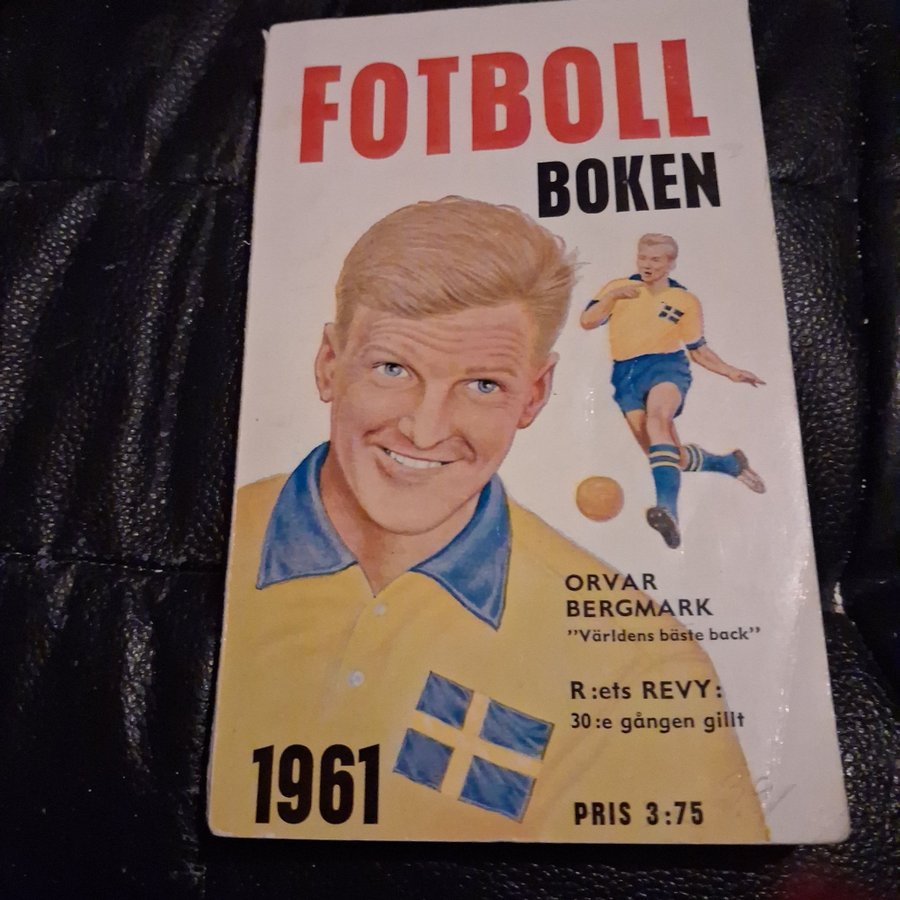 FOTBOLL
BOKEN
ORVAR
BERGMARK
”Världens bäste back”
R:ets REVY:
30:e gången gillt
1961
PRIS 3:75